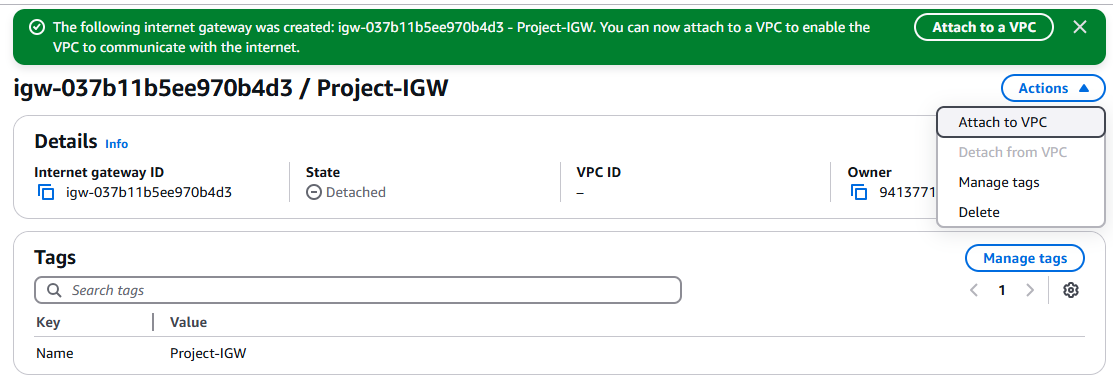 The following internet gateway was created: igw-037b11b5ee970b4d3 - Project-IGW. You can now attach to a VPC to enable the
VPC to communicate with the internet.
Attach to a VPC
igw-037b11b5ee970b4d3 / Project-IGW
Actions
Attach to VPC
Detach from VPC
Manage tags
Delete
Details Info
Internet gateway ID
igw-037b11b5ee970b4d3
State
Detached
VPC ID
–
Owner
9413771
Tags
Manage tags
Search tags
1
Key Value
Name Project-IGW